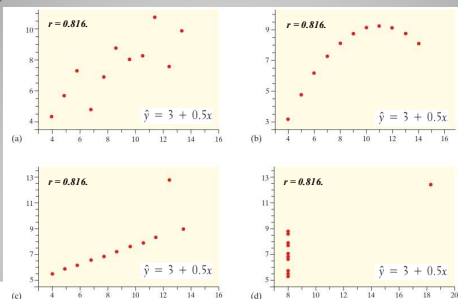 r = 0.816.
10
8
6
4
ŷ = 3 + 0.5x
(a)
4 6 8 10 12 14 16
r = 0.816.
9
7
5
3
ŷ = 3 + 0.5x
(b)
4 6 8 10 12 14 16
r = 0.816.
13
11
9
7
5
ŷ = 3 + 0.5x
(c)
4 6 8 10 12 14 16
r = 0.816.
13
11
9
7
5
ŷ = 3 + 0.5x
(d)
8 10 12 14 16 18 20